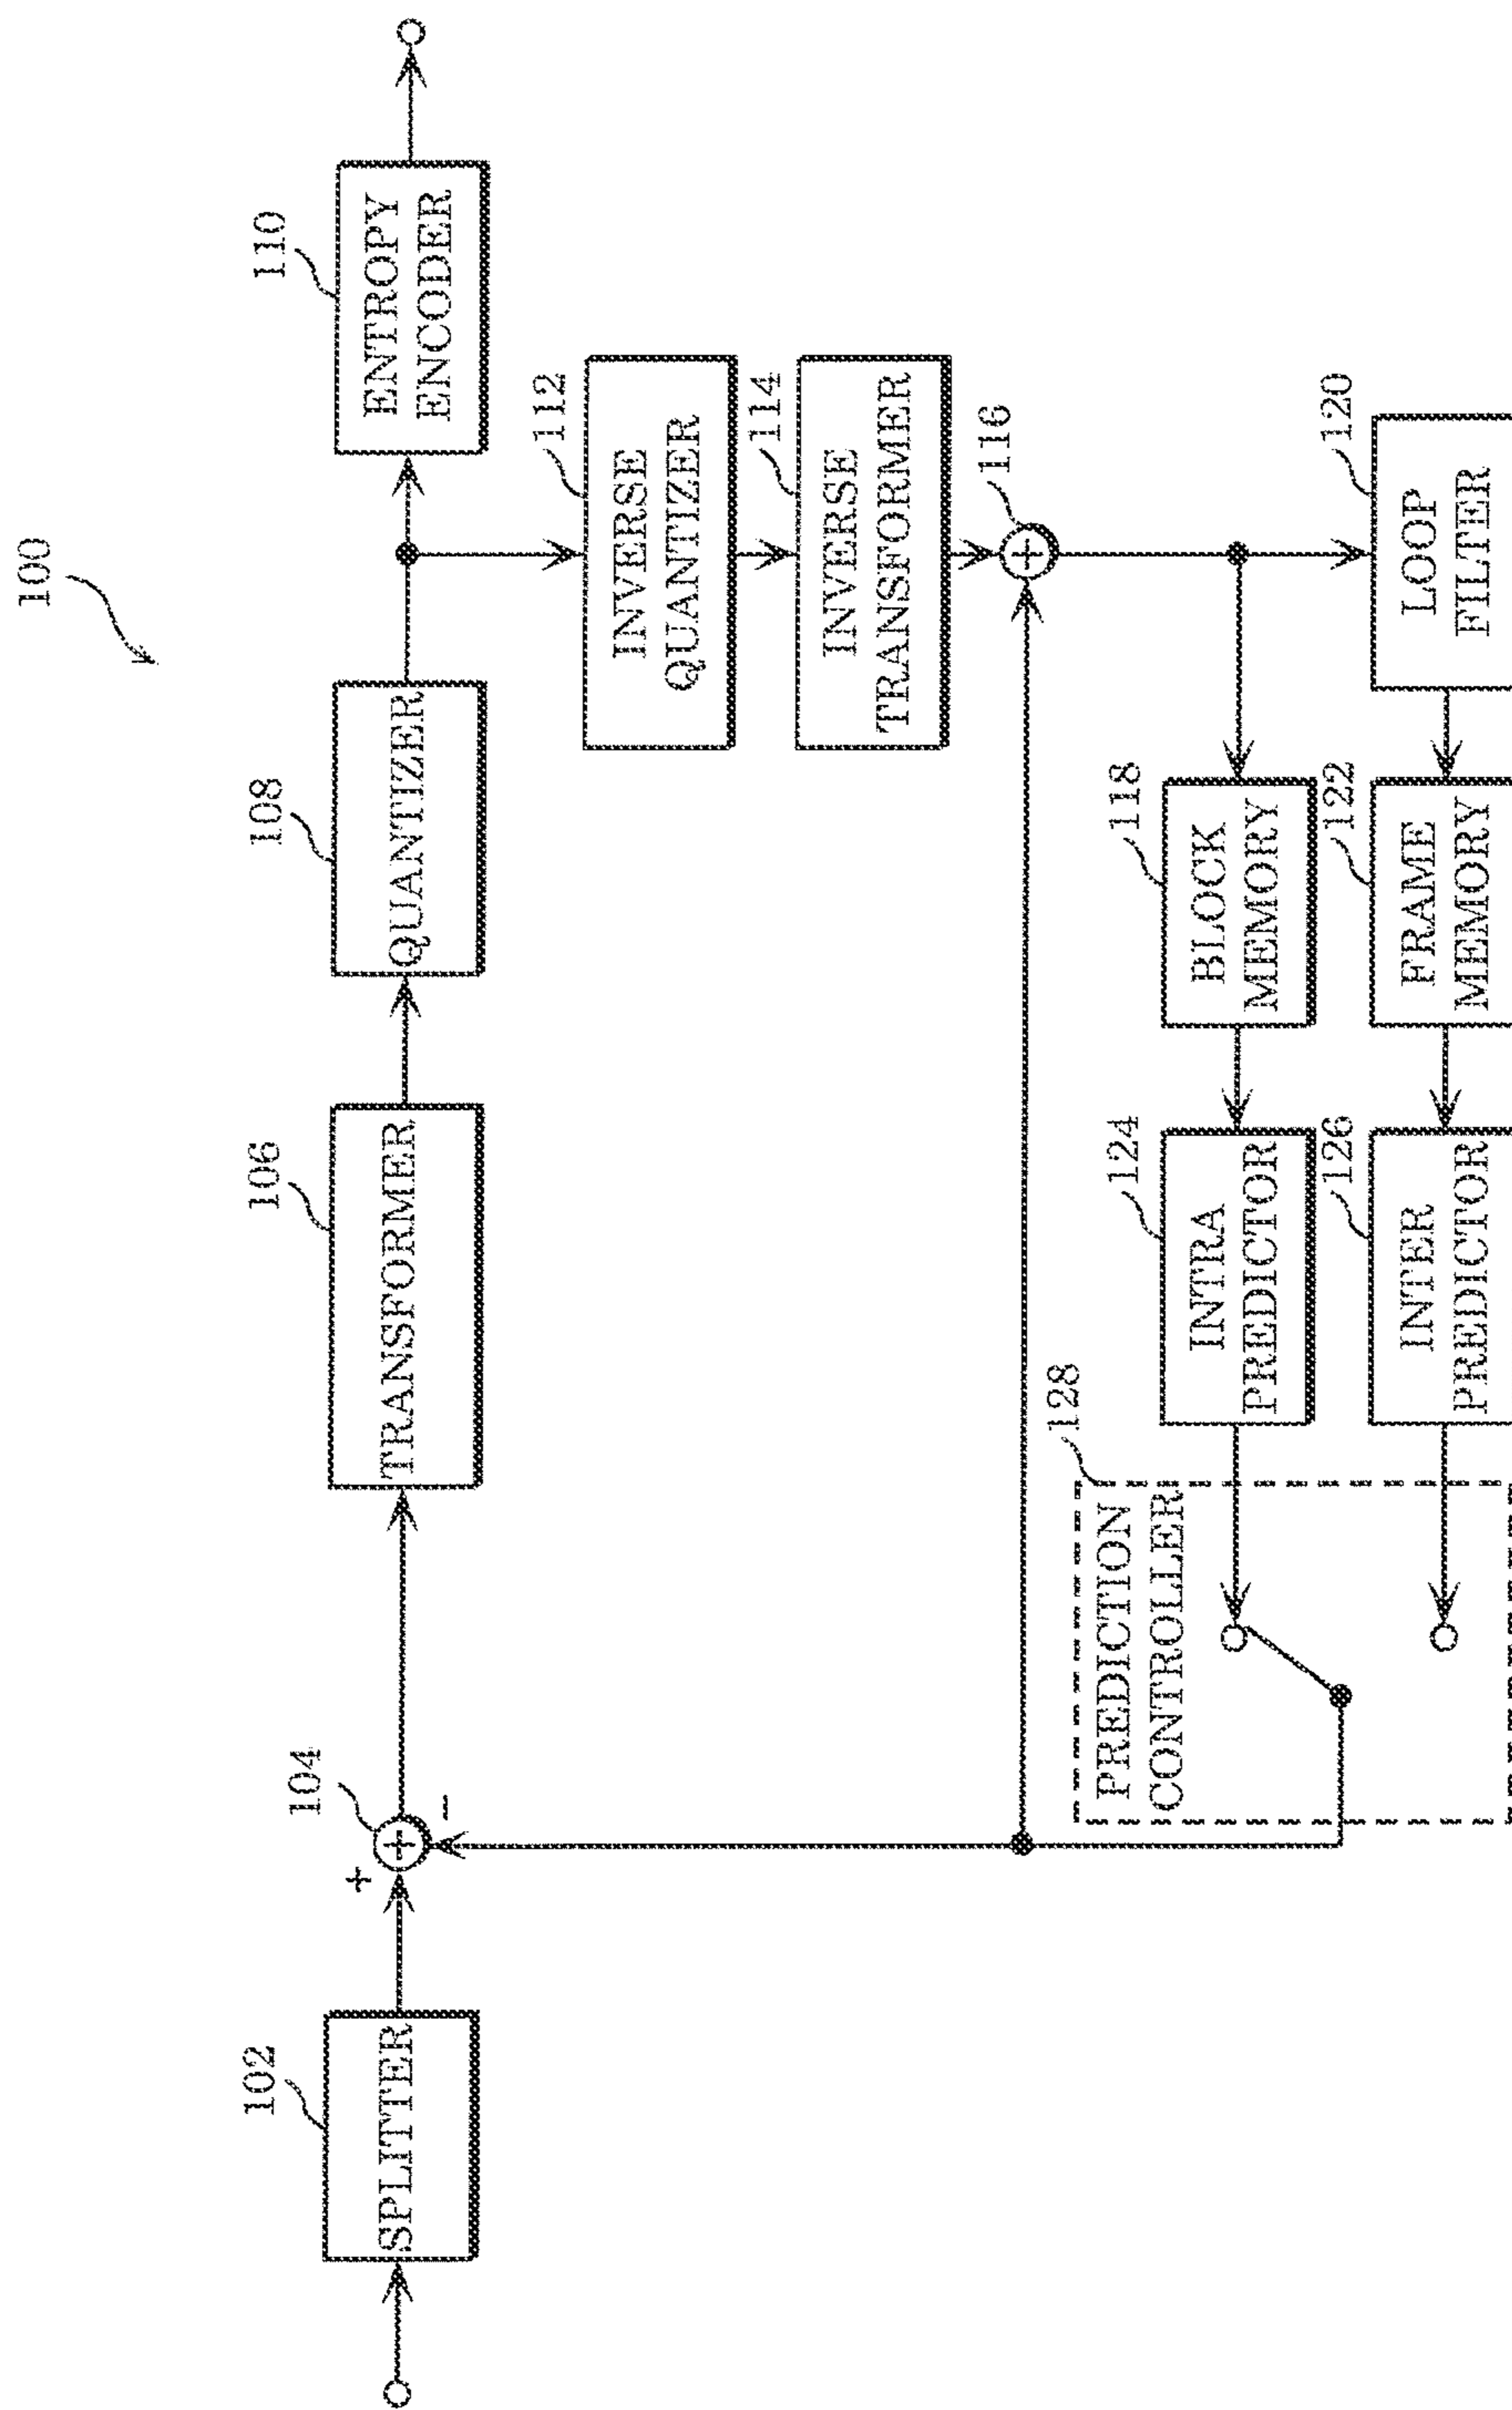 100
102
SPLITTER
104
+
+
-
106
TRANSFORMER
108
QUANTIZER
110
ENTROPY
ENCODER
112
INVERSE
QUANTIZER
114
INVERSE
TRANSFORMER
116
+
128
PREDICTION
CONTROLLER
124
INTRA
PREDICTOR
118
BLOCK
MEMORY
126
INTER
PREDICTOR
122
FRAME
MEMORY
120
LOOP
FILTER